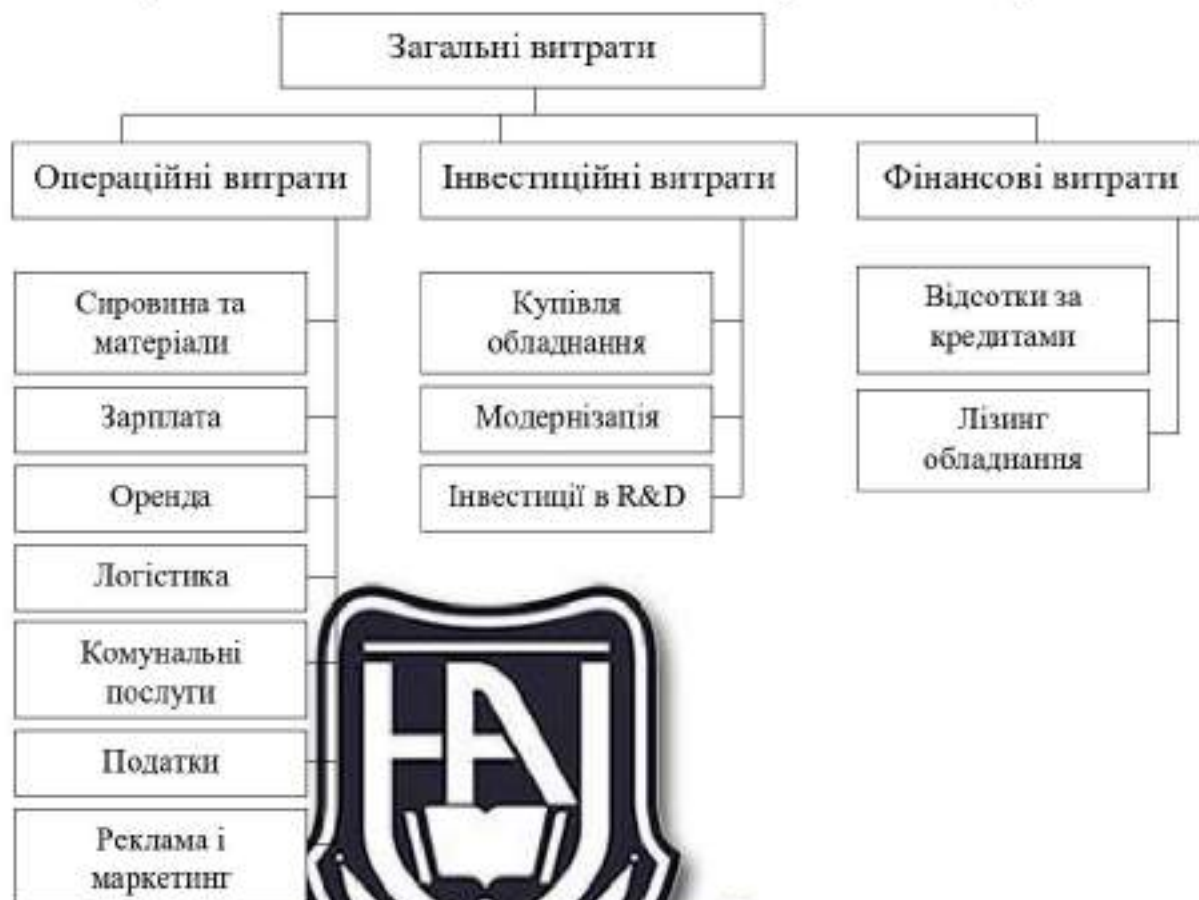 Загальні витрати
Операційні витрати
Інвестиційні витрати
Фінансові витрати
Сировина та
матеріали
Зарплата
Оренда
Логістика
Комунальні
послуги
Податки
Реклама і
маркетинг
Купівля
обладнання
Модернізація
Інвестиції в R&D
Відсотки за
кредитами
Лізинг
обладнання